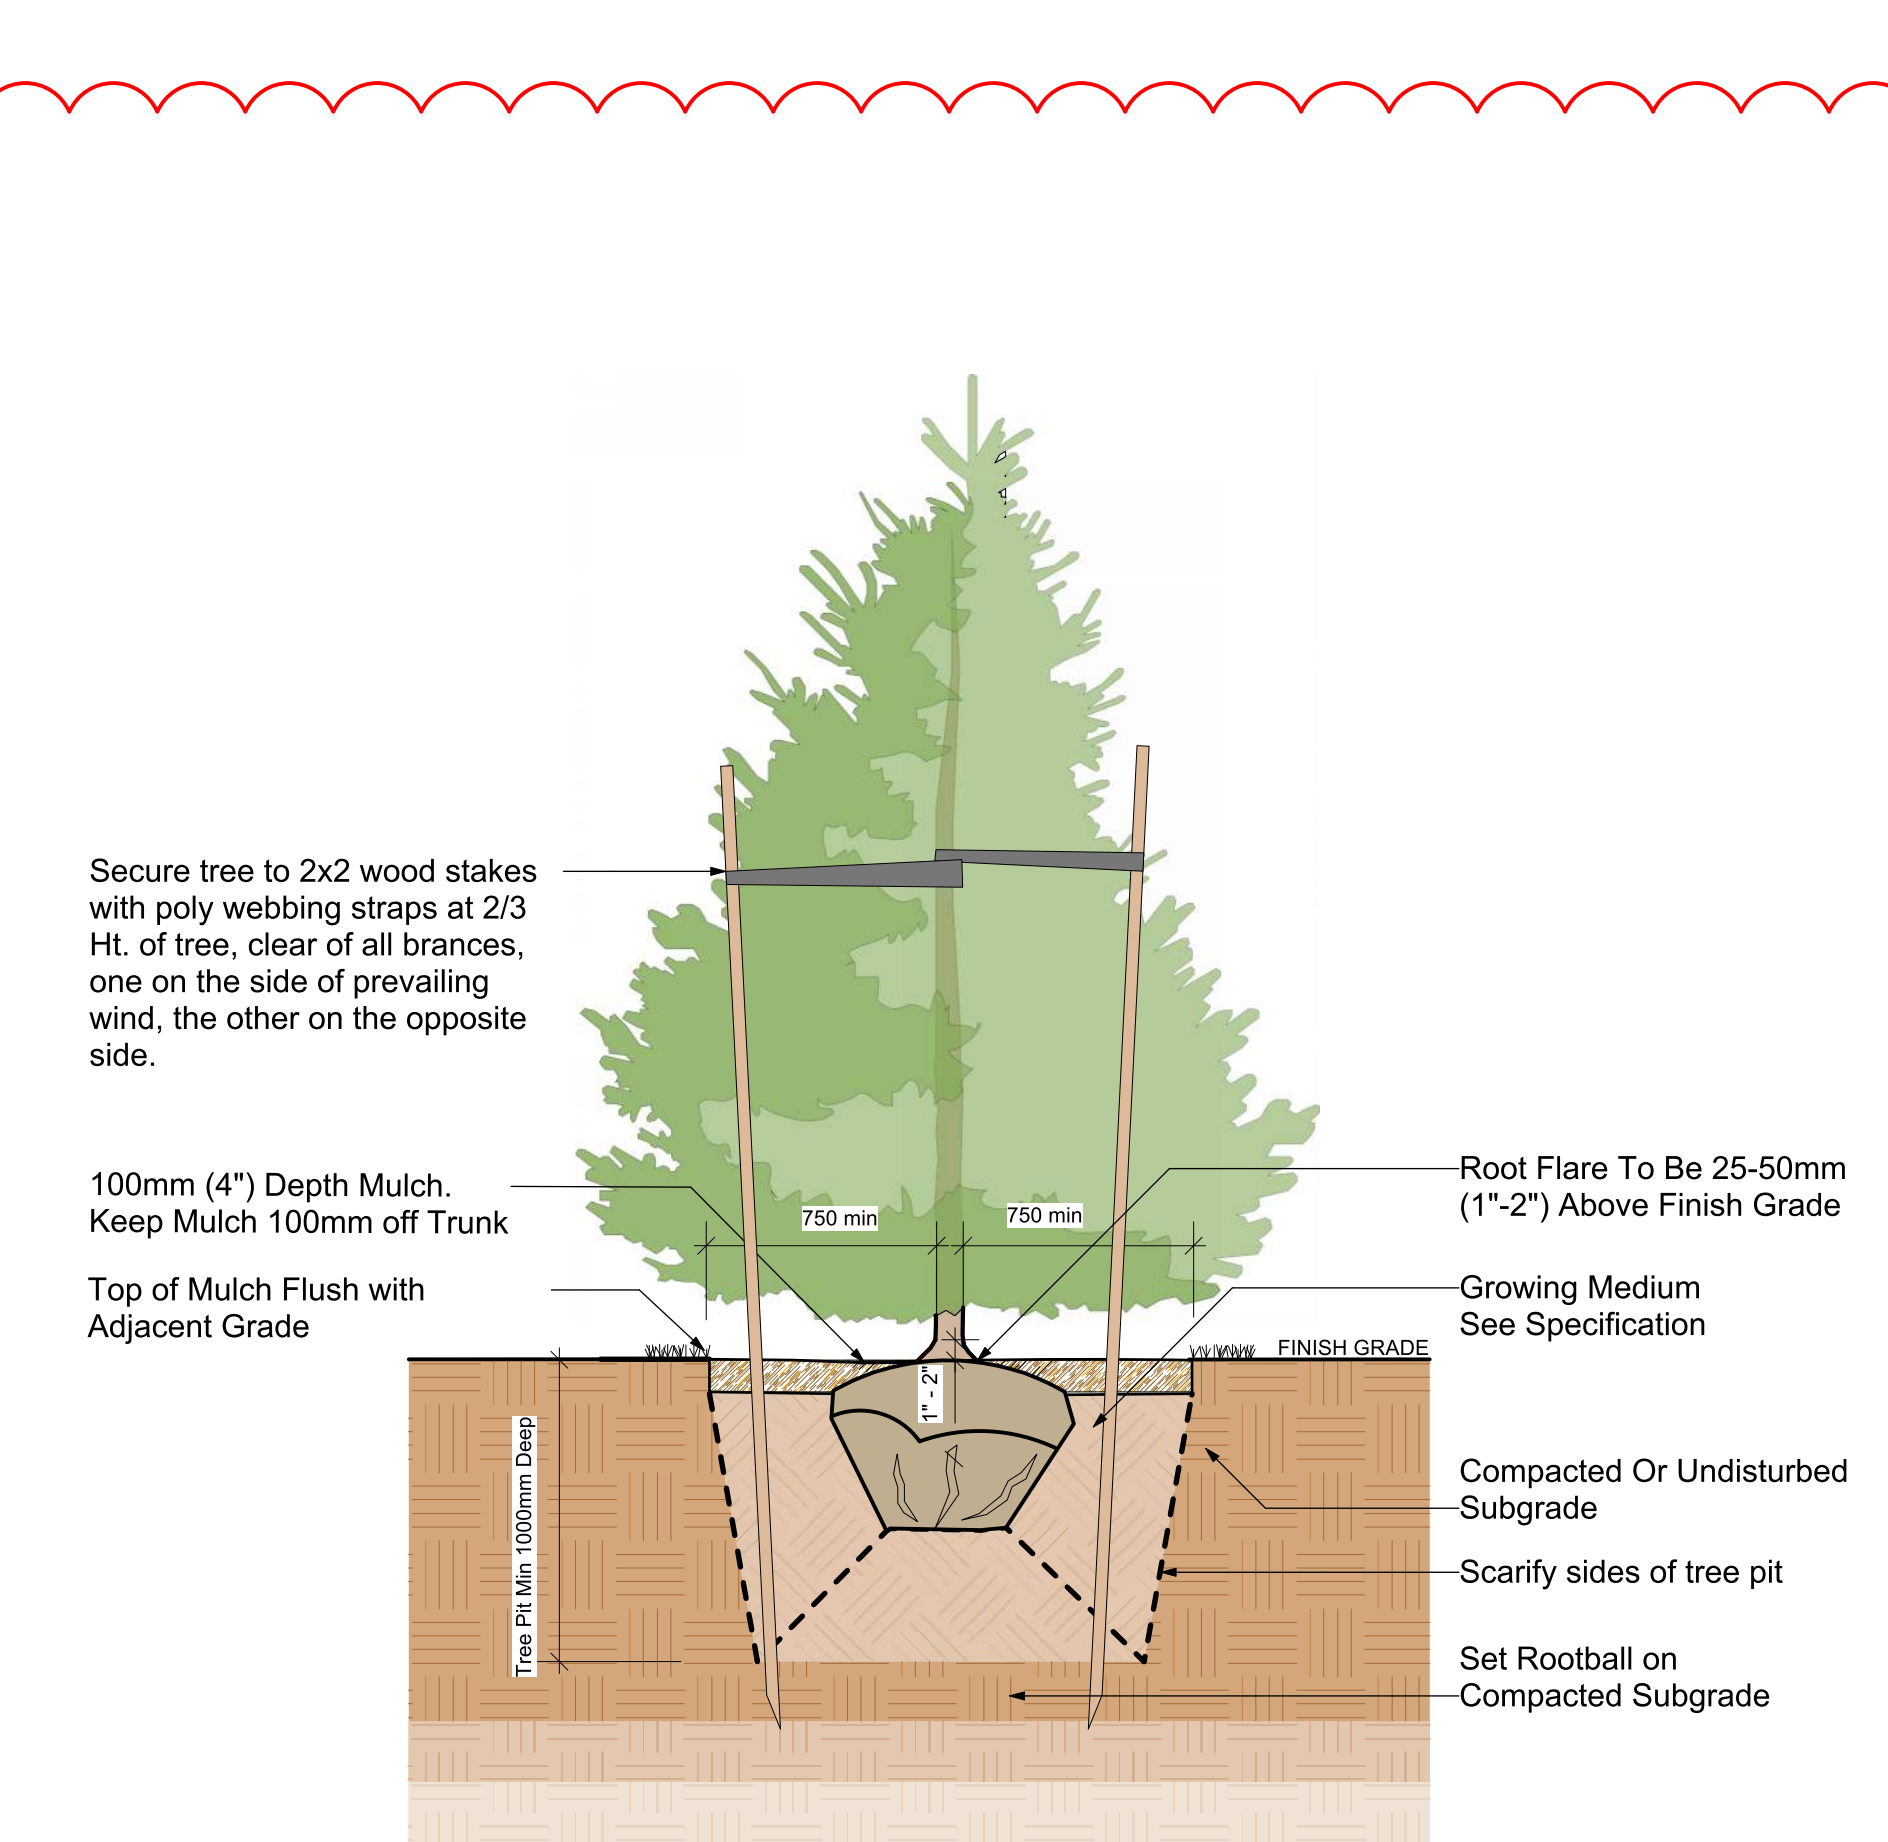 Secure tree to 2x2 wood stakes
with poly webbing straps at 2/3
Ht. of tree, clear of all brances,
one on the side of prevailing
wind, the other on the opposite
side.
100mm (4") Depth Mulch.
Keep Mulch 100mm off Trunk
Top of Mulch Flush with
Adjacent Grade
750 min
750 min
1" - 2"
Tree Pit Min 1000mm Deep
Root Flare To Be 25-50mm
(1"-2") Above Finish Grade
Growing Medium
See Specification
FINISH GRADE
Compacted Or Undisturbed
Subgrade
Scarify sides of tree pit
Set Rootball on
Compacted Subgrade